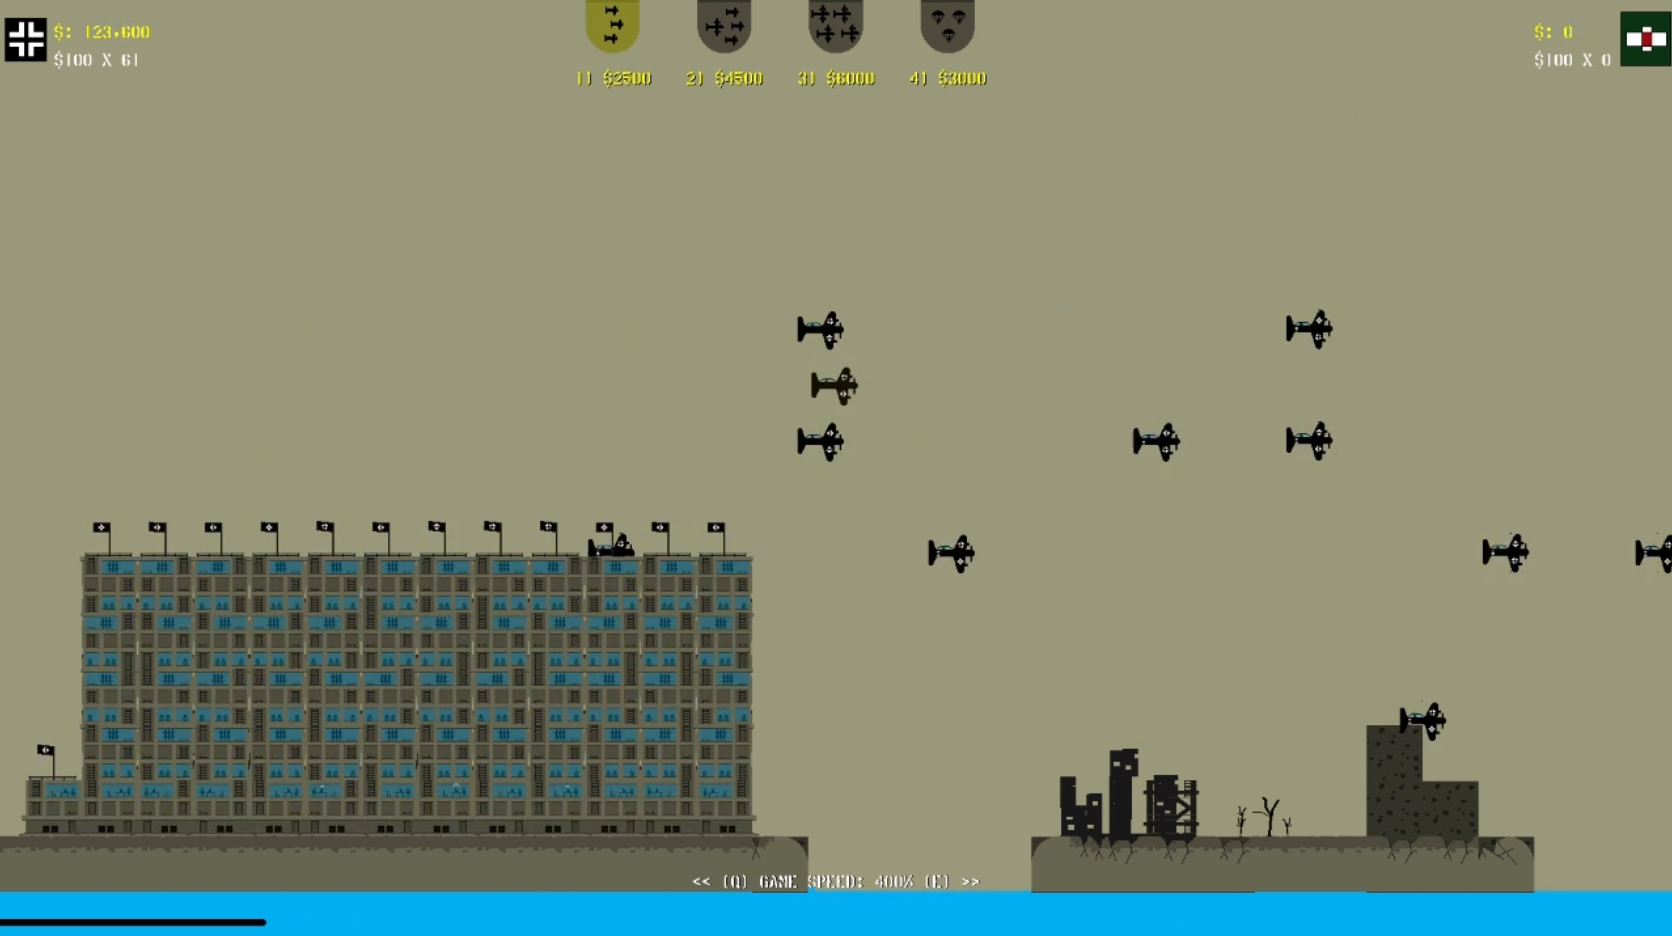 $: 123,600
$100 X 61
1) $2500
2) $4500
3) $6000
4) $3000
$: 0
$100 X 0
<< (Q) GAME SPEED: 400% (E) >>